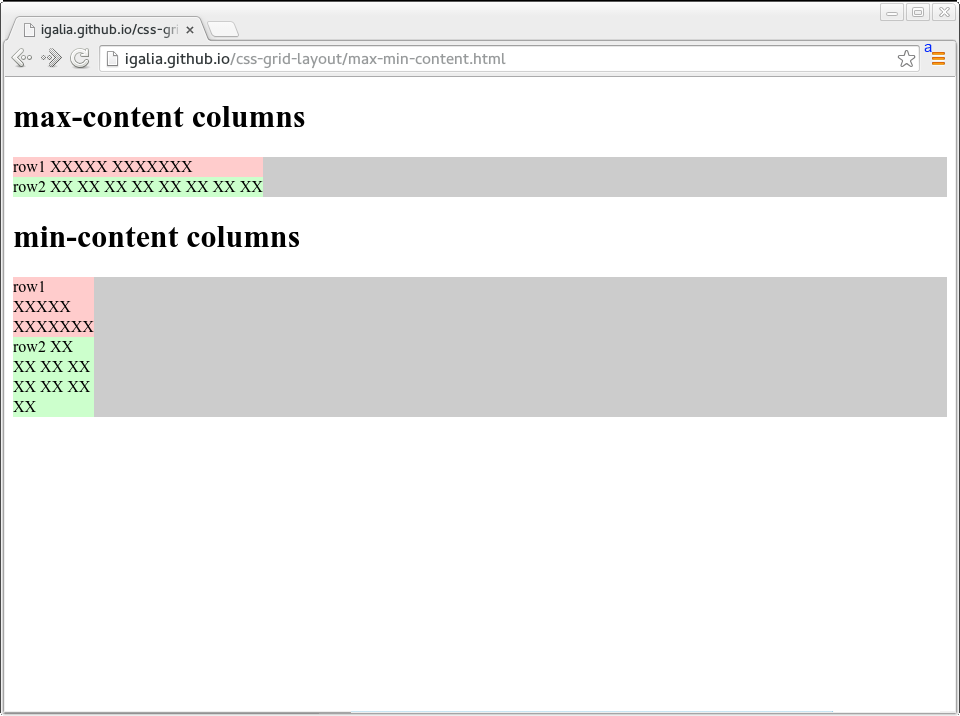 igalia.github.io/css-gri
igalia.github.io/css-grid-layout/max-min-content.html
a
max-content columns
row1 XXXXX XXXXXXX
row2 XX XX XX XX XX XX XX XX
min-content columns
row1
XXXXX
XXXXXXX
row2 XX
XX XX XX
XX XX XX
XX